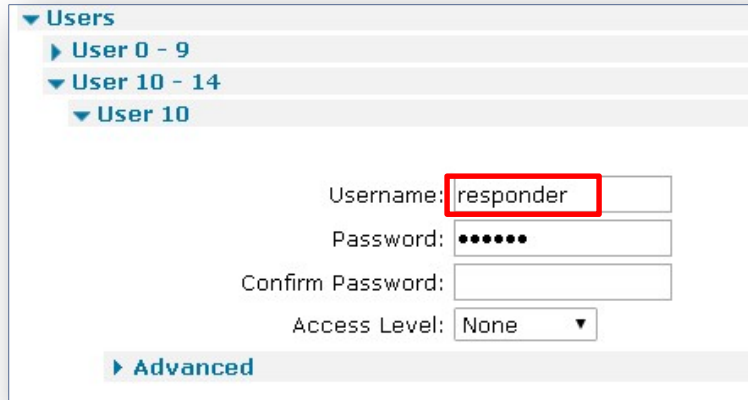 Users
User 0 - 9
User 10 - 14
User 10
Username: responder
Password: ••••••
Confirm Password:
Access Level: None
Advanced